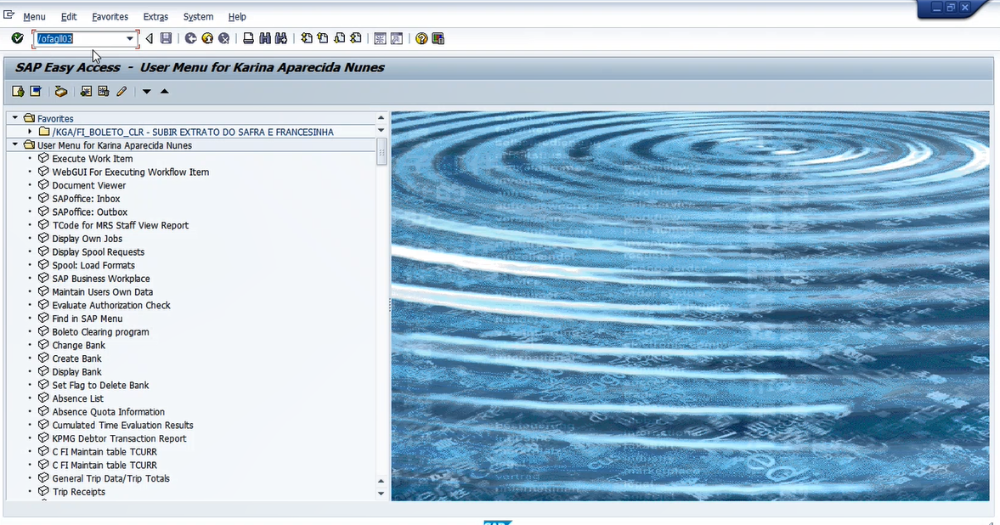 Menu Edit Favorites Extras System Help
/ofagll03
SAP Easy Access - User Menu for Karina Aparecida Nunes
Favorites
/KGA/FI_BOLETO_CLR - SUBIR EXTRATO DO SAFRA E FRANCESINHA
User Menu for Karina Aparecida Nunes
Execute Work Item
WebGUI For Executing Workflow Item
Document Viewer
SAPoffice: Inbox
SAPoffice: Outbox
TCode for MRS Staff View Report
Display Own Jobs
Display Spool Requests
Spool: Load Formats
SAP Business Workplace
Maintain Users Own Data
Evaluate Authorization Check
Find in SAP Menu
Boleto Clearing program
Change Bank
Create Bank
Display Bank
Set Flag to Delete Bank
Absence List
Absence Quota Information
Cumulated Time Evaluation Results
KPMG Debtor Transaction Report
C FI Maintain table TCURR
C FI Maintain table TCURR
General Trip Data/Trip Totals
Trip Receipts
SAP